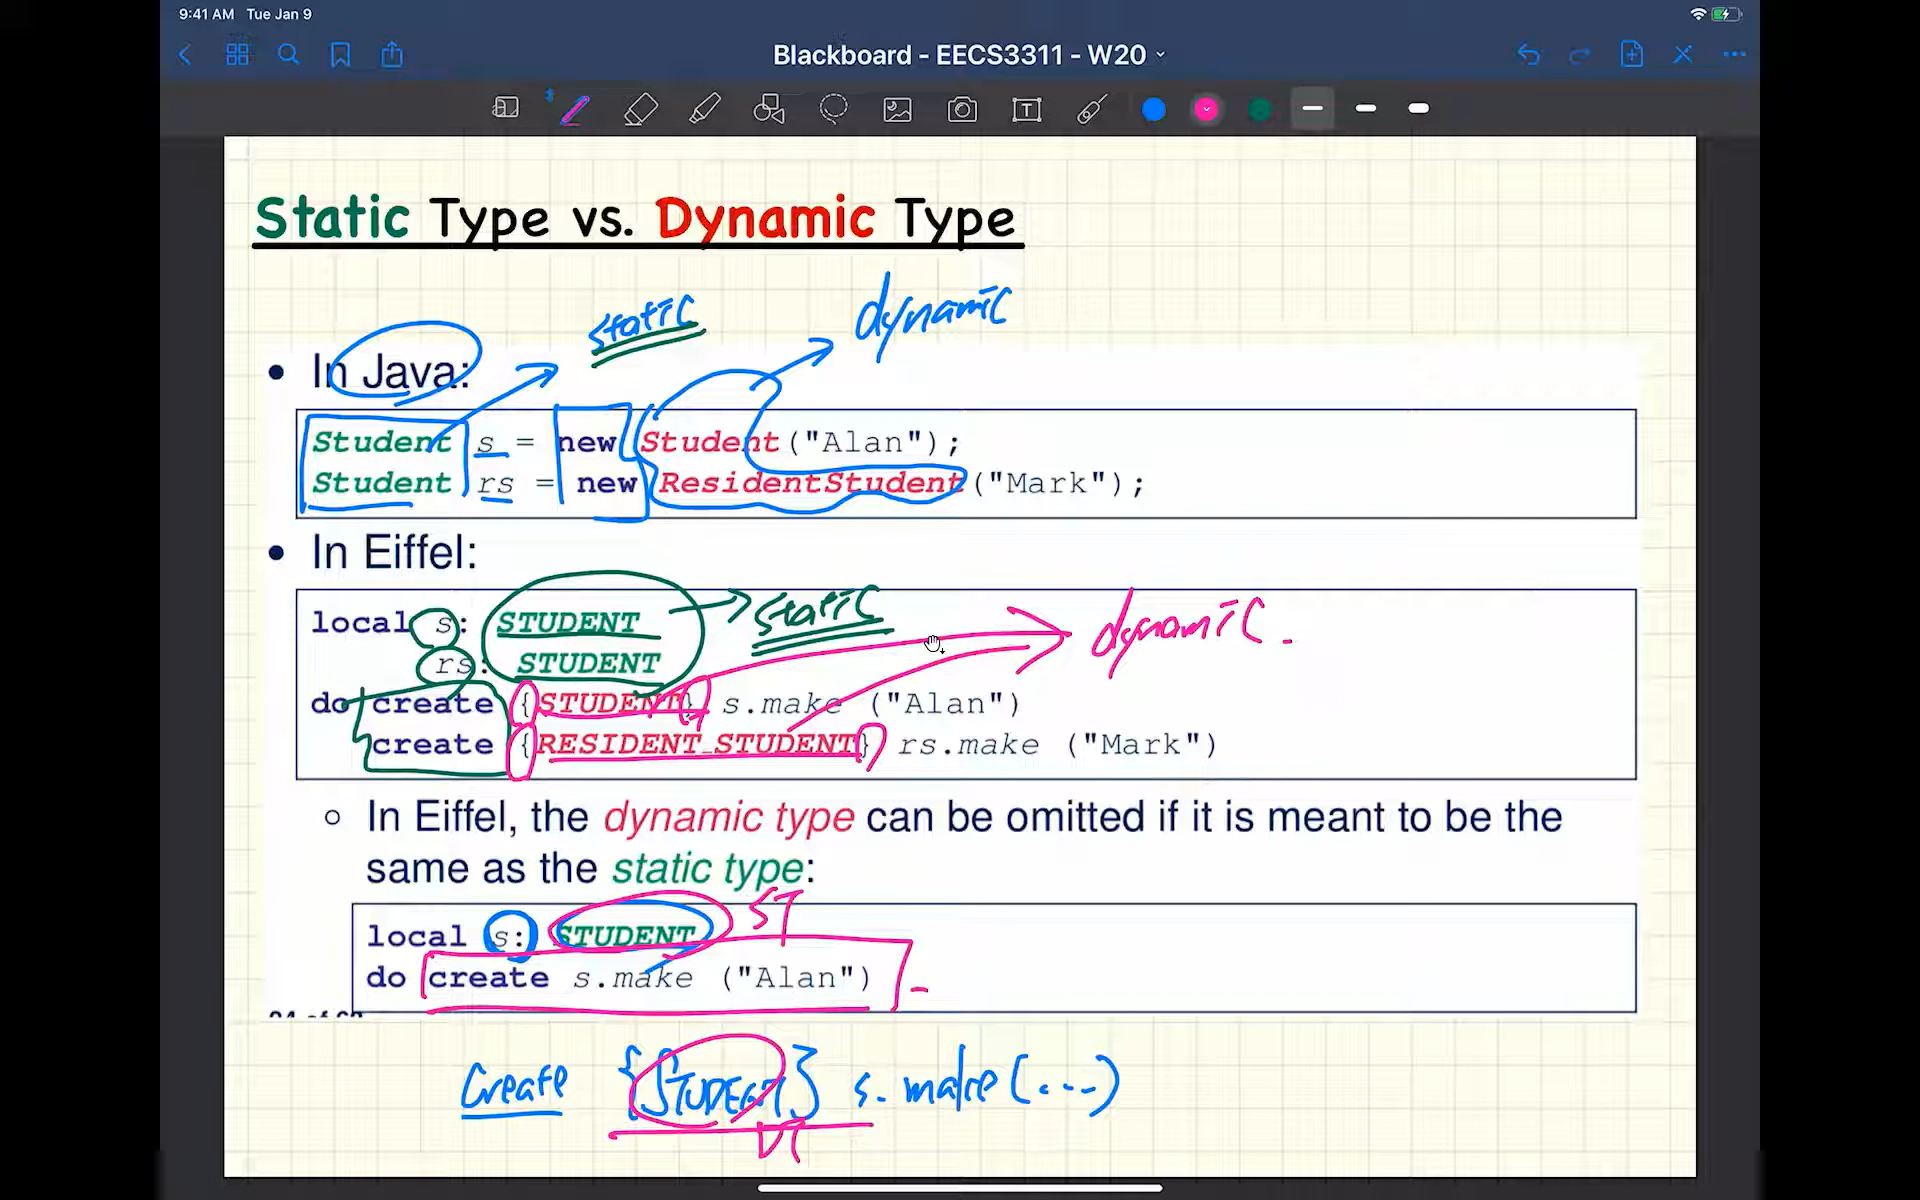 9:41 AM Tue Jan 9
Blackboard - EECS3311 - W20
Static Type vs. Dynamic Type
static
dynamic
• In Java:
Student s = new Student("Alan");
Student rs = new ResidentStudent("Mark");
• In Eiffel:
local s: STUDENT
static
dynamic.
rs: STUDENT
do create {STUDENT} s.make ("Alan")
create {RESIDENT_STUDENT} rs.make ("Mark")
◦ In Eiffel, the dynamic type can be omitted if it is meant to be the
same as the static type:
ST
local s: STUDENT
do create s.make ("Alan")
Create {STUDENT} s.make(...)
DT